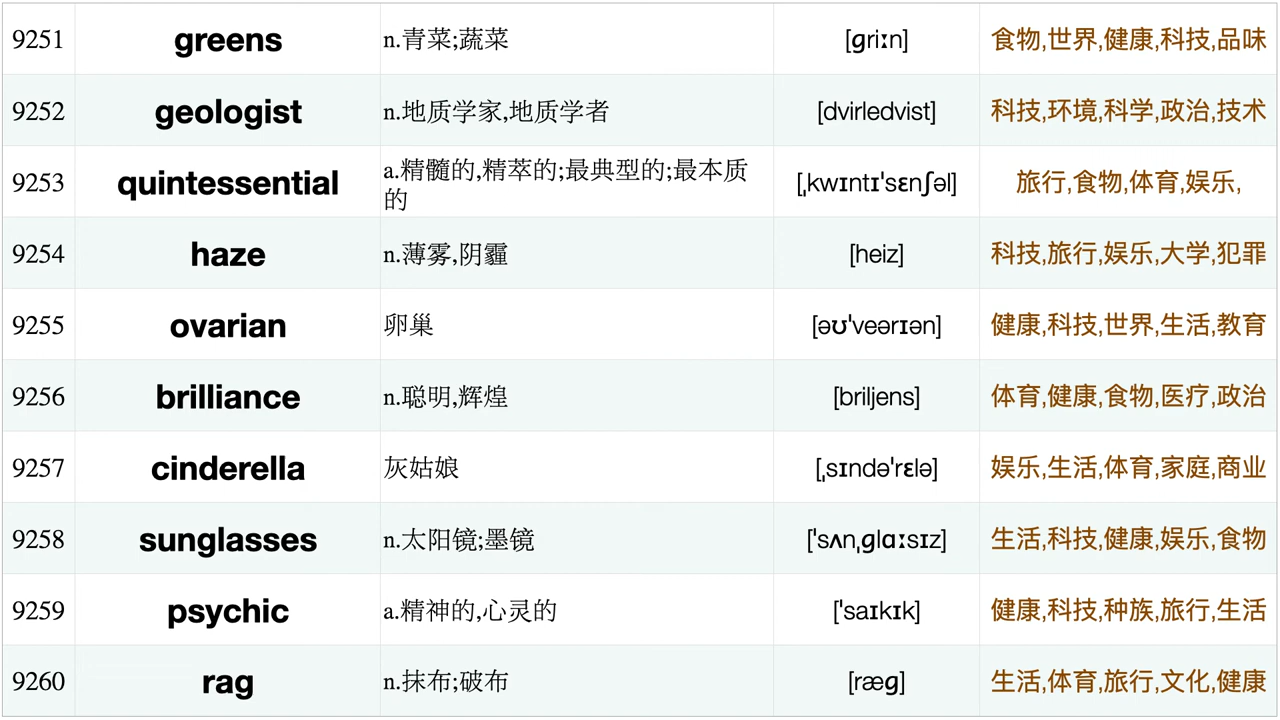 9251 greens n.青菜;蔬菜 [ɡriːn] 食物,世界,健康,科技,品味
9252 geologist n.地质学家,地质学者 [dvirledvist] 科技,环境,科学,政治,技术
9253 quintessential a.精髓的,精萃的;最典型的;最本质
的 [ˌkwɪntɪˈsɛnʃəl] 旅行,食物,体育,娱乐,
9254 haze n.薄雾,阴霾 [heiz] 科技,旅行,娱乐,大学,犯罪
9255 ovarian 卵巢 [əʊˈveərɪən] 健康,科技,世界,生活,教育
9256 brilliance n.聪明,辉煌 [briljens] 体育,健康,食物,医疗,政治
9257 cinderella 灰姑娘 [ˌsɪndəˈrɛlə] 娱乐,生活,体育,家庭,商业
9258 sunglasses n.太阳镜;墨镜 [ˈsʌnˌɡlɑːsɪz] 生活,科技,健康,娱乐,食物
9259 psychic a.精神的,心灵的 [ˈsaɪkɪk] 健康,科技,种族,旅行,生活
9260 rag n.抹布;破布 [ræɡ] 生活,体育,旅行,文化,健康